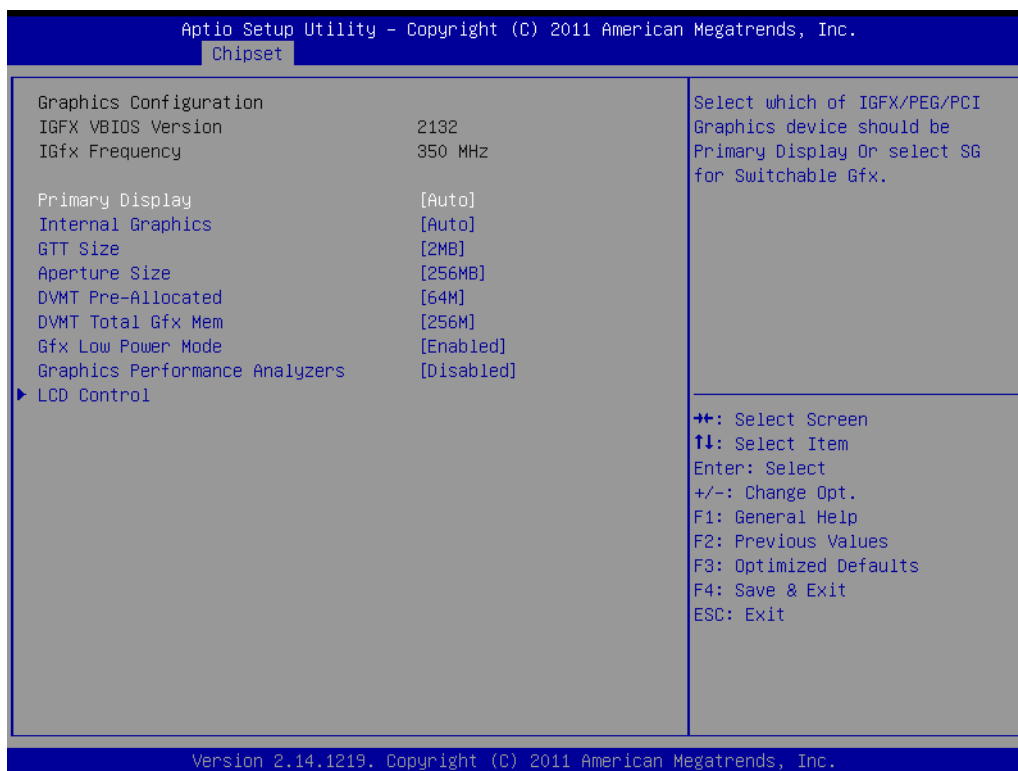 Aptio Setup Utility – Copyright (C) 2011 American Megatrends, Inc.
Chipset
Graphics Configuration
IGFX VBIOS Version 2132
IGfx Frequency 350 MHz
Primary Display [Auto]
Internal Graphics [Auto]
GTT Size [2MB]
Aperture Size [256MB]
DVMT Pre-Allocated [64M]
DVMT Total Gfx Mem [256M]
Gfx Low Power Mode [Enabled]
Graphics Performance Analyzers [Disabled]
LCD Control
Select which of IGFX/PEG/PCI
Graphics device should be
Primary Display Or select SG
for Switchable Gfx.
→←: Select Screen
↑↓: Select Item
Enter: Select
+/-: Change Opt.
F1: General Help
F2: Previous Values
F3: Optimized Defaults
F4: Save & Exit
ESC: Exit
Version 2.14.1219. Copyright (C) 2011 American Megatrends, Inc.